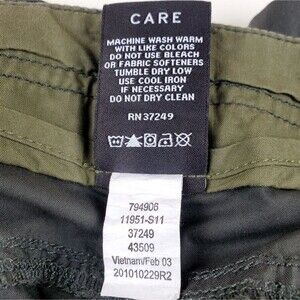 CARE
MACHINE WASH WARM
WITH LIKE COLORS
DO NOT USE BLEACH
OR FABRIC SOFTENERS
TUMBLE DRY LOW
USE COOL IRON
IF NECESSARY
DO NOT DRY CLEAN
RN37249
794906
11951-S11
37249
43509
Vietnam/Feb 03
201010229R2